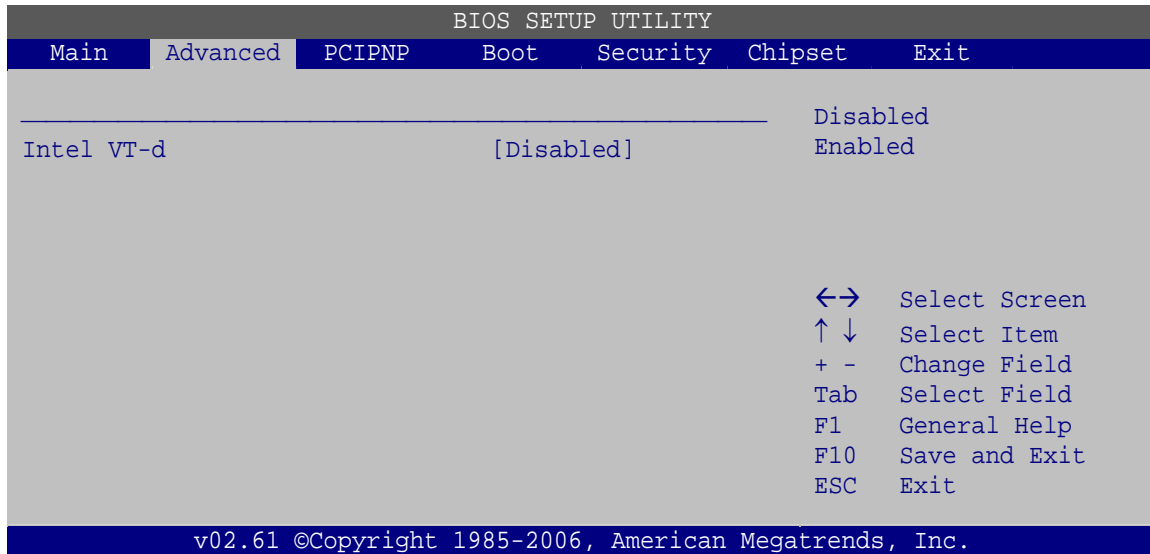 BIOS SETUP UTILITY
Main Advanced PCIPNP Boot Security Chipset Exit
Intel VT-d [Disabled]
Disabled
Enabled
←→ Select Screen
↑ ↓ Select Item
+ - Change Field
Tab Select Field
F1 General Help
F10 Save and Exit
ESC Exit
v02.61 ©Copyright 1985-2006, American Megatrends, Inc.